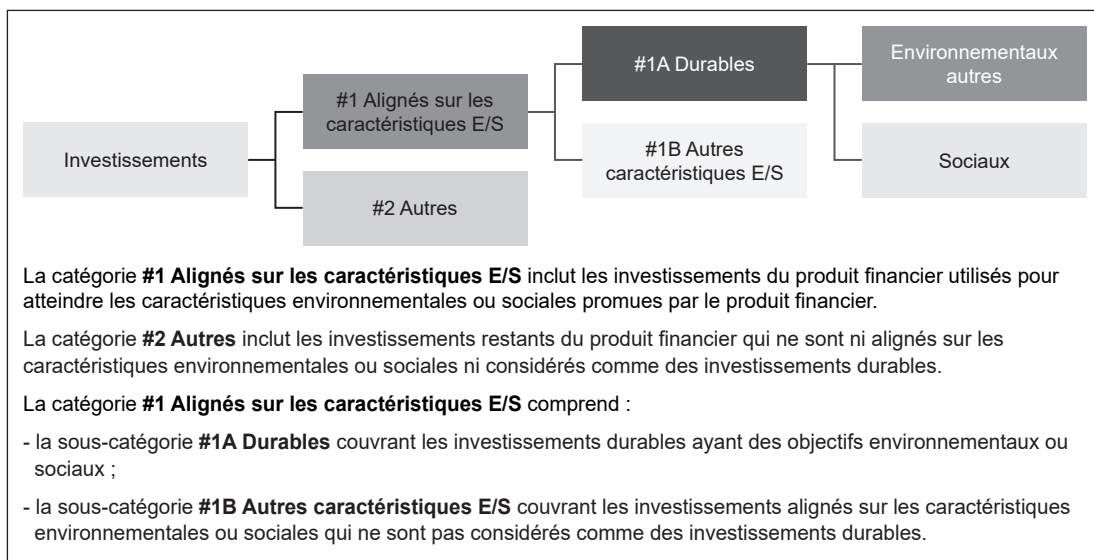 #1A Durables
Environnementaux
autres
#1 Alignés sur les
caractéristiques E/S
Investissements
#1B Autres
caractéristiques E/S
Sociaux
#2 Autres
La catégorie #1 Alignés sur les caractéristiques E/S inclut les investissements du produit financier utilisés pour
atteindre les caractéristiques environnementales ou sociales promues par le produit financier.
La catégorie #2 Autres inclut les investissements restants du produit financier qui ne sont ni alignés sur les
caractéristiques environnementales ou sociales ni considérés comme des investissements durables.
La catégorie #1 Alignés sur les caractéristiques E/S comprend :
- la sous-catégorie #1A Durables couvrant les investissements durables ayant des objectifs environnementaux ou
sociaux ;
- la sous-catégorie #1B Autres caractéristiques E/S couvrant les investissements alignés sur les caractéristiques
environnementales ou sociales qui ne sont pas considérés comme des investissements durables.